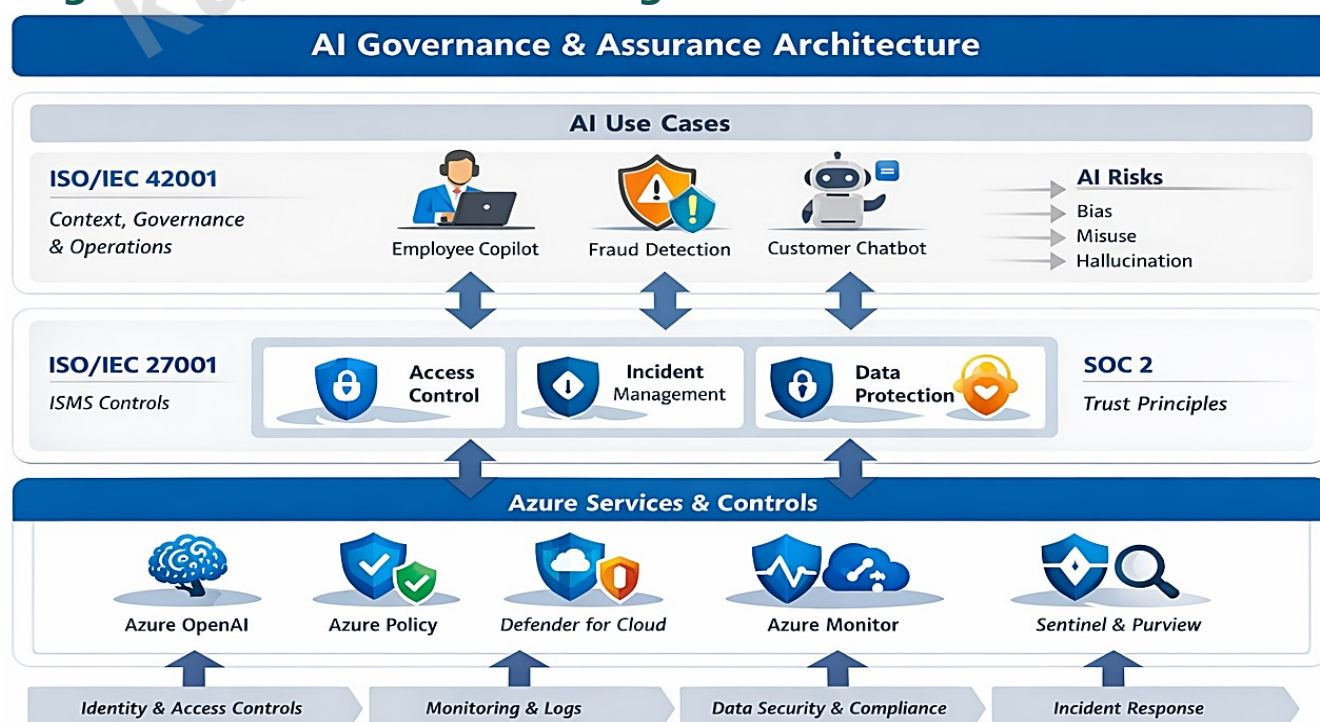 AI Governance & Assurance Architecture
AI Use Cases
ISO/IEC 42001
Context, Governance
& Operations
Employee Copilot
Fraud Detection
Customer Chatbot
AI Risks
Bias
Misuse
Hallucination
ISO/IEC 27001
ISMS Controls
Access
Control
Incident
Management
Data
Protection
SOC 2
Trust Principles
Azure Services & Controls
Azure OpenAI
Azure Policy
Defender for Cloud
Azure Monitor
Sentinel & Purview
Identity & Access Controls
Monitoring & Logs
Data Security & Compliance
Incident Response